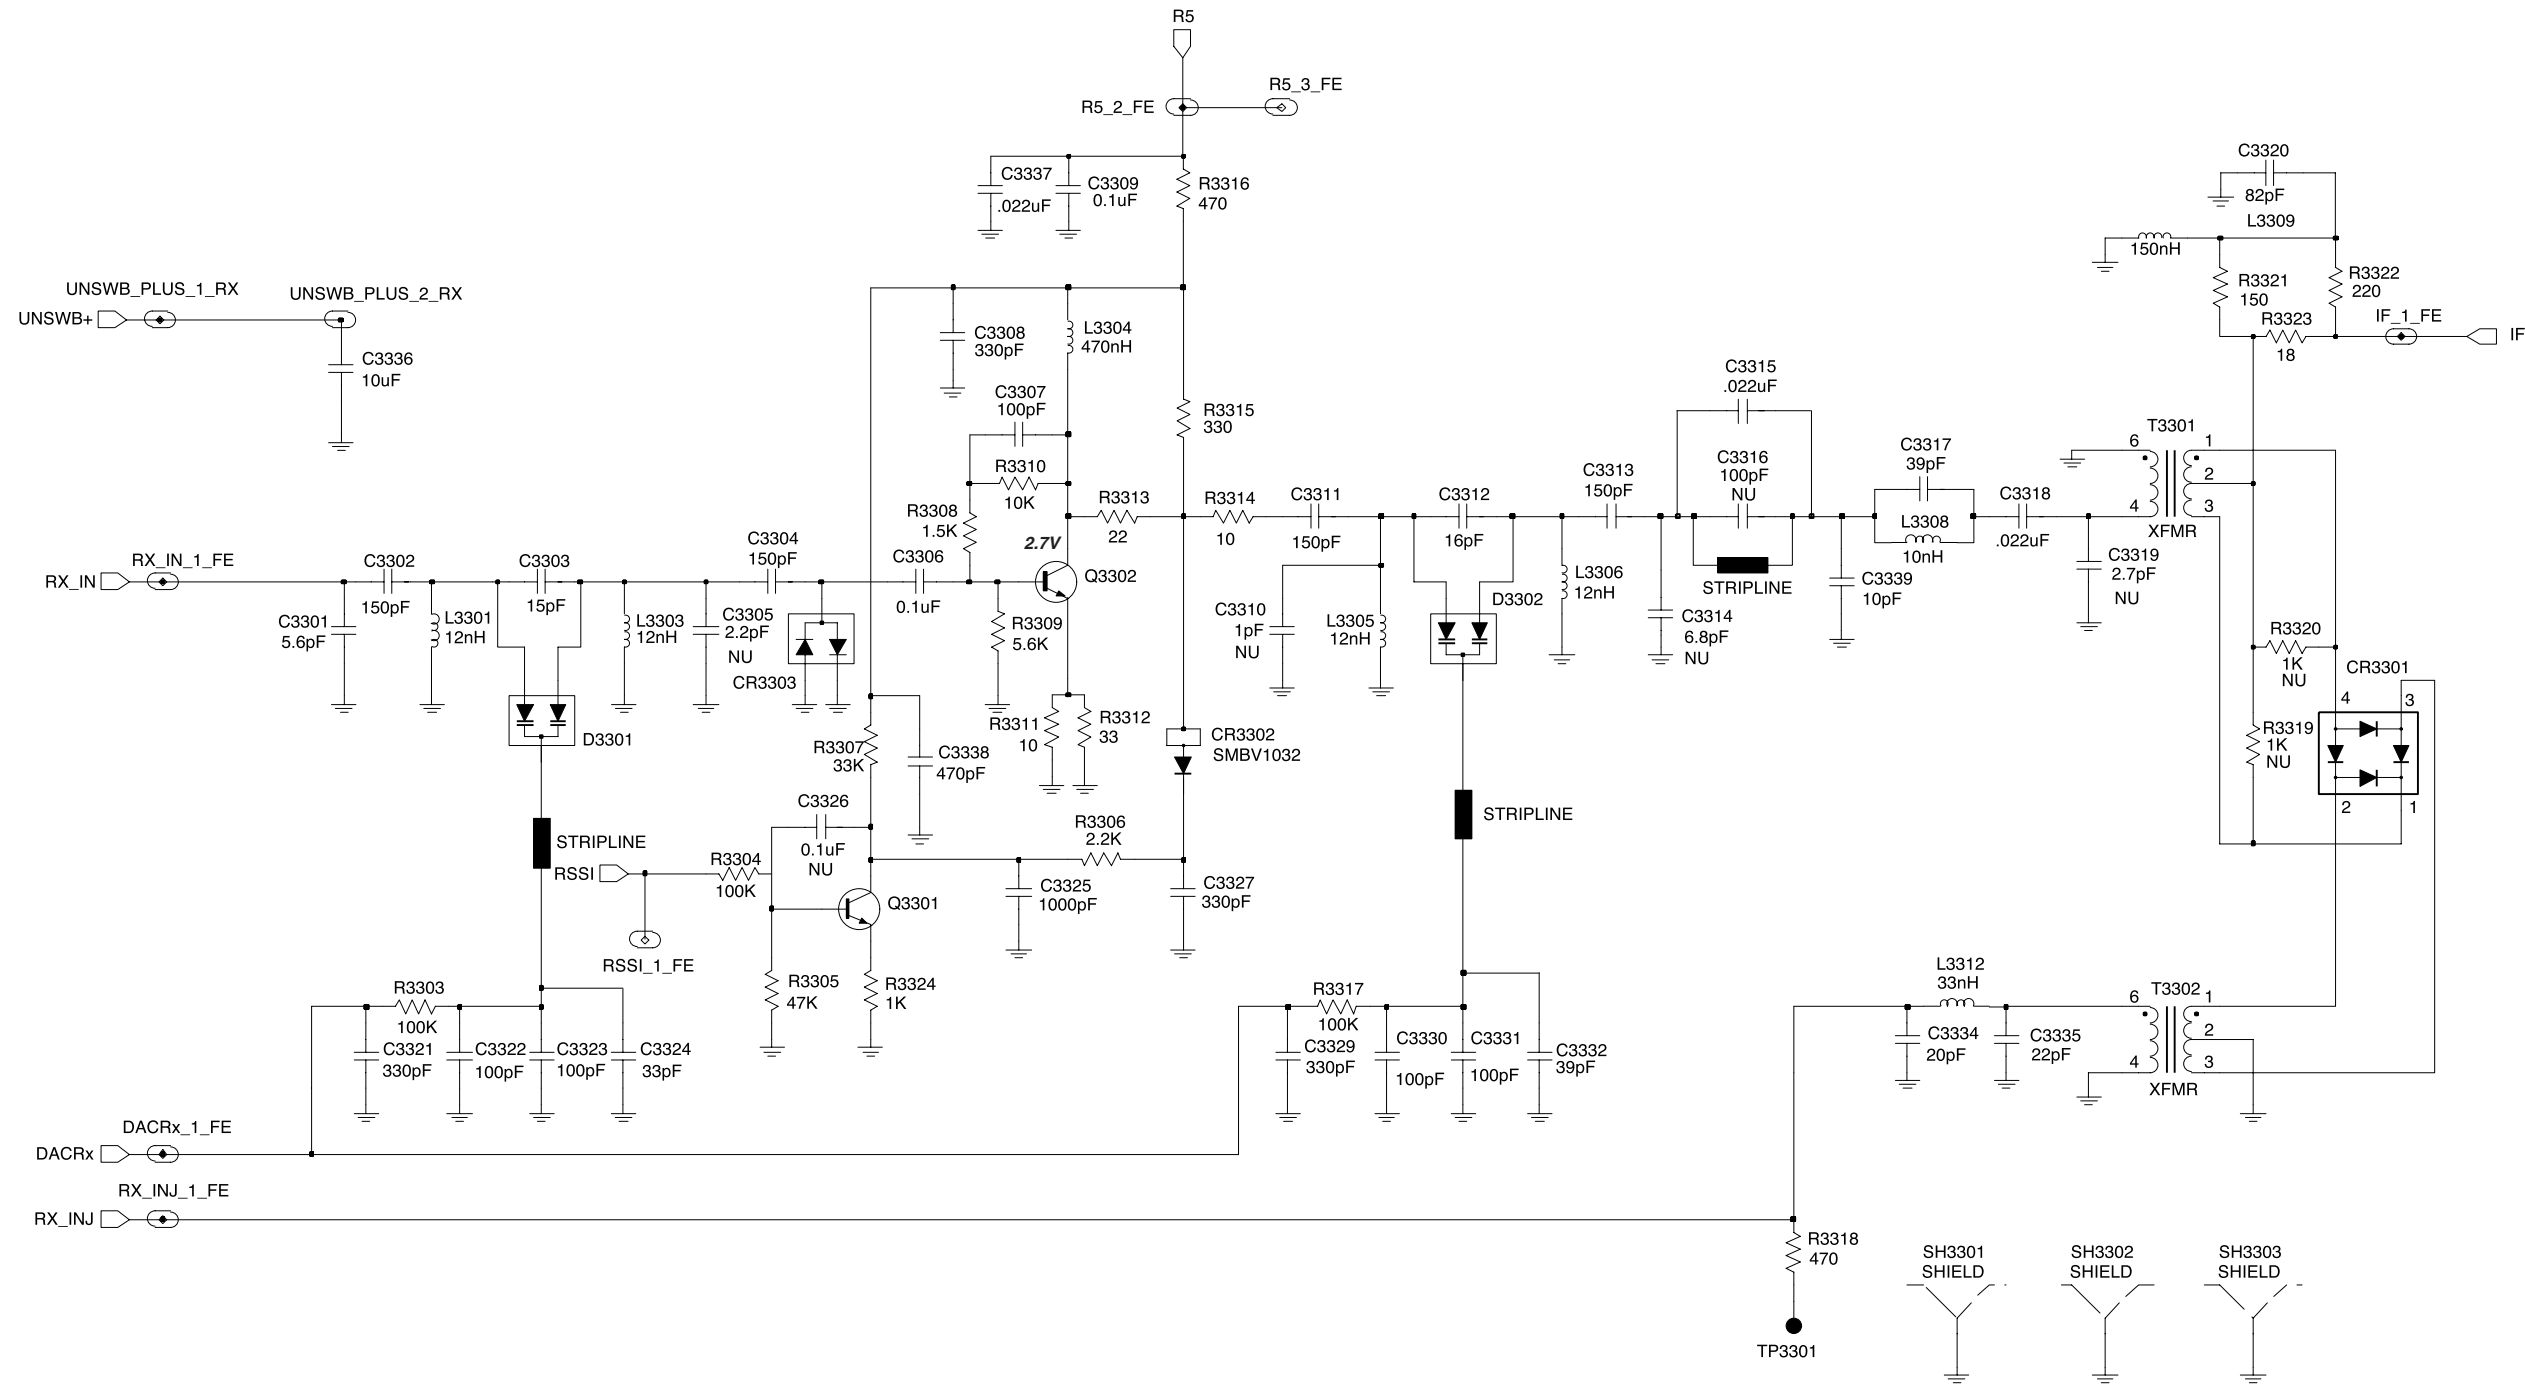 R5
R5_2_FE
R5_3_FE
C3337
.022uF
C3309
0.1uF
R3316
470
C3320
82pF
L3309
150nH
R3321
150
R3322
220
R3323
18
IF_1_FE
IF
UNSWB_PLUS_1_RX
UNSWB_PLUS_2_RX
UNSWB+
C3336
10uF
C3308
330pF
L3304
470nH
C3307
100pF
R3310
10K
R3308
1.5K
R3315
330
R3313
22
R3314
10
C3311
150pF
C3312
16pF
C3313
150pF
C3315
.022uF
C3316
100pF
NU
STRIPLINE
C3317
39pF
L3308
10nH
C3318
.022uF
T3301
6
1
2
4
3
XFMR
C3319
2.7pF
NU
C3339
10pF
RX_IN_1_FE
RX_IN
C3302
150pF
C3303
15pF
C3304
150pF
C3306
0.1uF
2.7V
Q3302
C3301
5.6pF
L3301
12nH
L3303
12nH
C3305
2.2pF
NU
CR3303
R3309
5.6K
C3310
1pF
NU
L3305
12nH
D3302
L3306
12nH
C3314
6.8pF
NU
R3320
1K
NU
CR3301
4
3
R3319
1K
NU
2
1
D3301
R3307
33K
C3338
470pF
R3311
10
R3312
33
CR3302
SMBV1032
STRIPLINE
STRIPLINE
C3326
0.1uF
NU
R3306
2.2K
RSSI
R3304
100K
Q3301
C3325
1000pF
C3327
330pF
RSSI_1_FE
R3305
47K
R3324
1K
R3303
100K
C3321
330pF
C3322
100pF
C3323
100pF
C3324
33pF
R3317
100K
C3329
330pF
C3330
100pF
C3331
100pF
C3332
39pF
L3312
33nH
C3334
20pF
C3335
22pF
T3302
6
1
2
4
3
XFMR
DACRx_1_FE
DACRx
RX_INJ_1_FE
RX_INJ
R3318
470
TP3301
SH3301
SHIELD
SH3302
SHIELD
SH3303
SHIELD